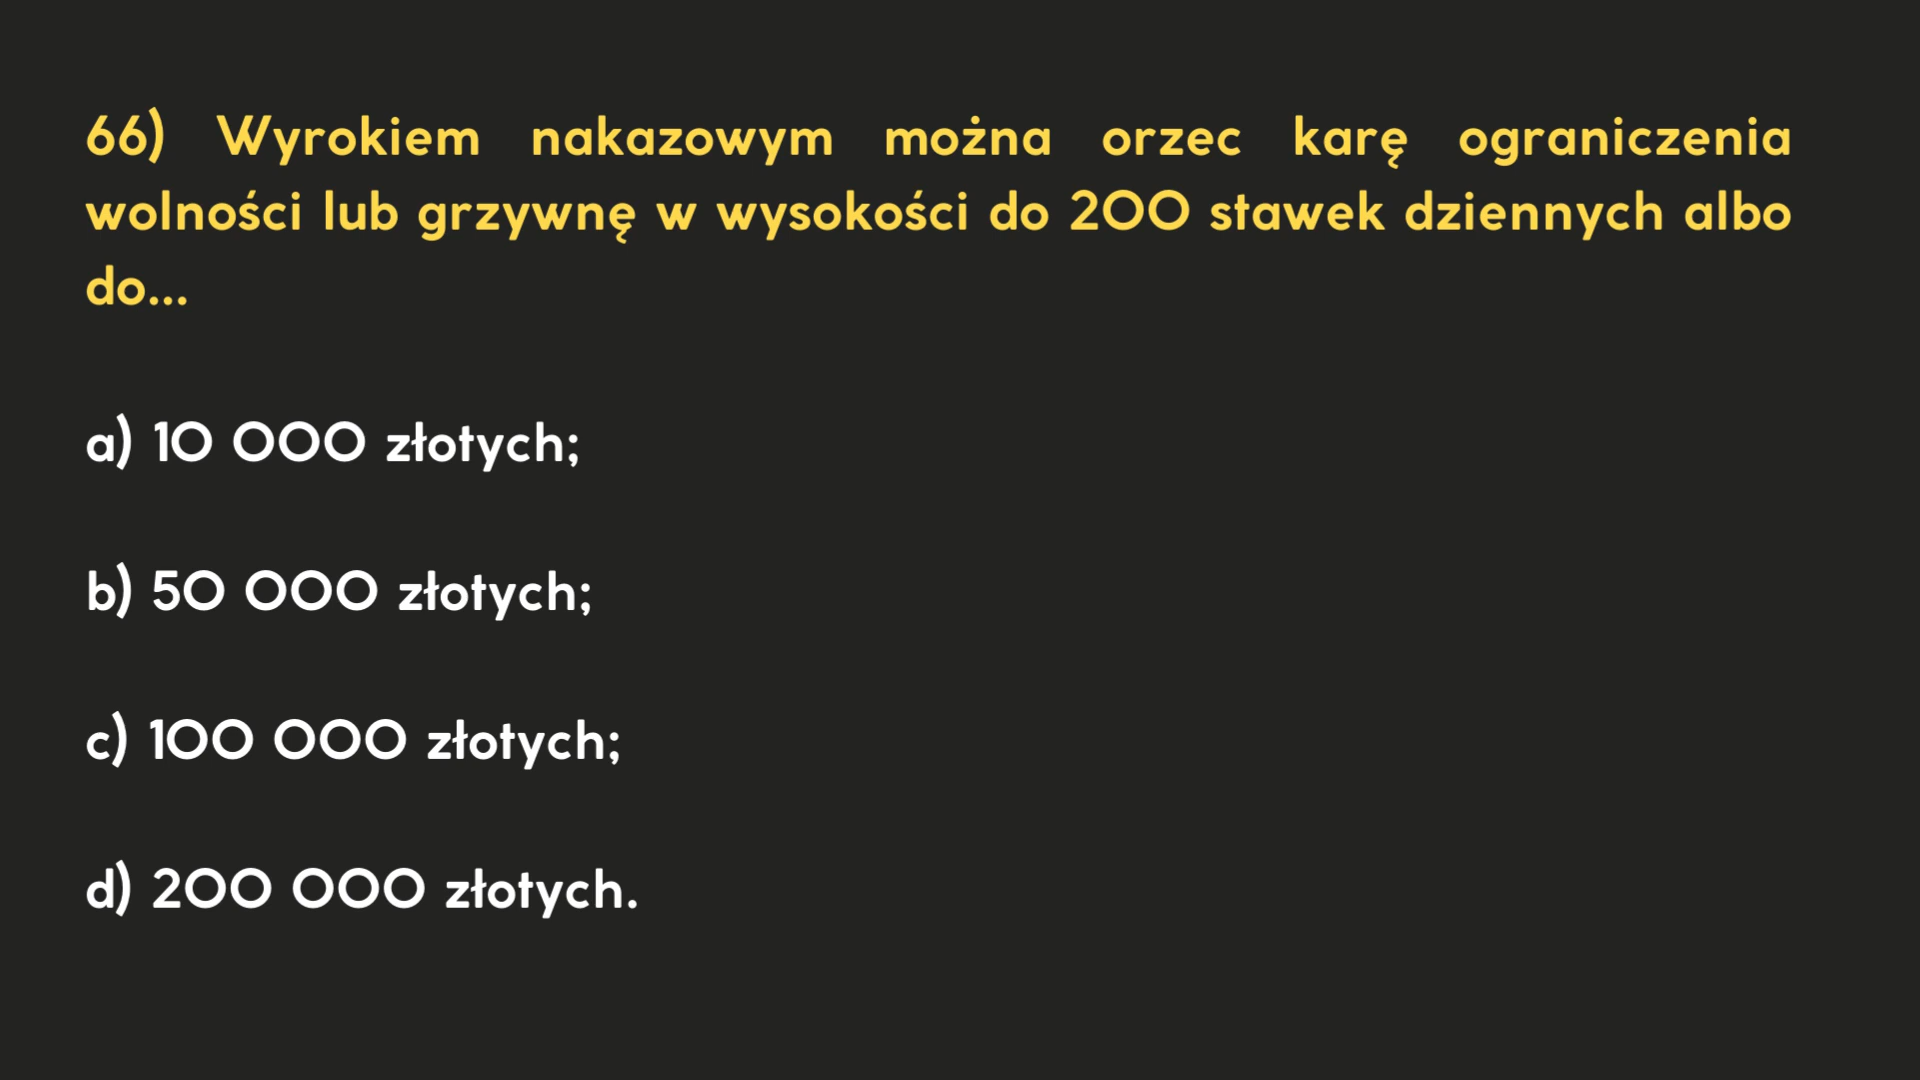 66) Wyrokiem nakazowym można orzec karę ograniczenia
wolności lub grzywnę w wysokości do 200 stawek dziennych albo
do...
a) 10 000 złotych;
b) 50 000 złotych;
c) 100 000 złotych;
d) 200 000 złotych.